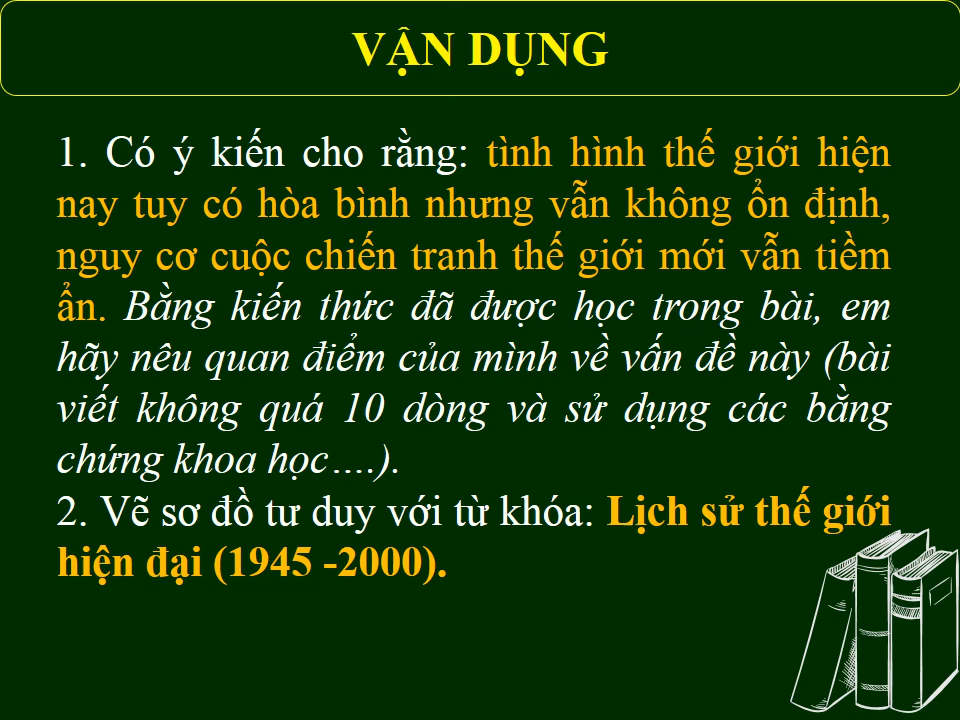 VẬN DỤNG
1. Có ý kiến cho rằng: tình hình thế giới hiện
nay tuy có hòa bình nhưng vẫn không ổn định,
nguy cơ cuộc chiến tranh thế giới mới vẫn tiềm
ẩn. Bằng kiến thức đã được học trong bài, em
hãy nêu quan điểm của mình về vấn đề này (bài
viết không quá 10 dòng và sử dụng các bằng
chứng khoa học….).
2. Vẽ sơ đồ tư duy với từ khóa: Lịch sử thế giới
hiện đại (1945 -2000).